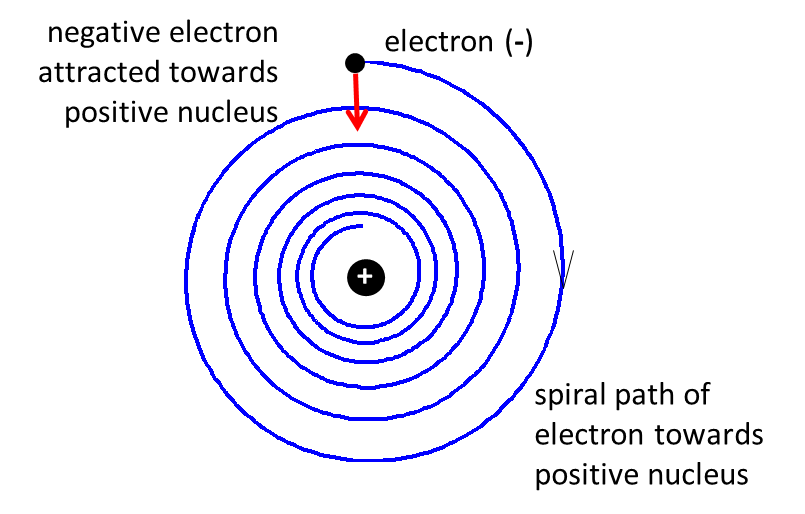 negative electron
attracted towards
positive nucleus
electron (-)
+
spiral path of
electron towards
positive nucleus